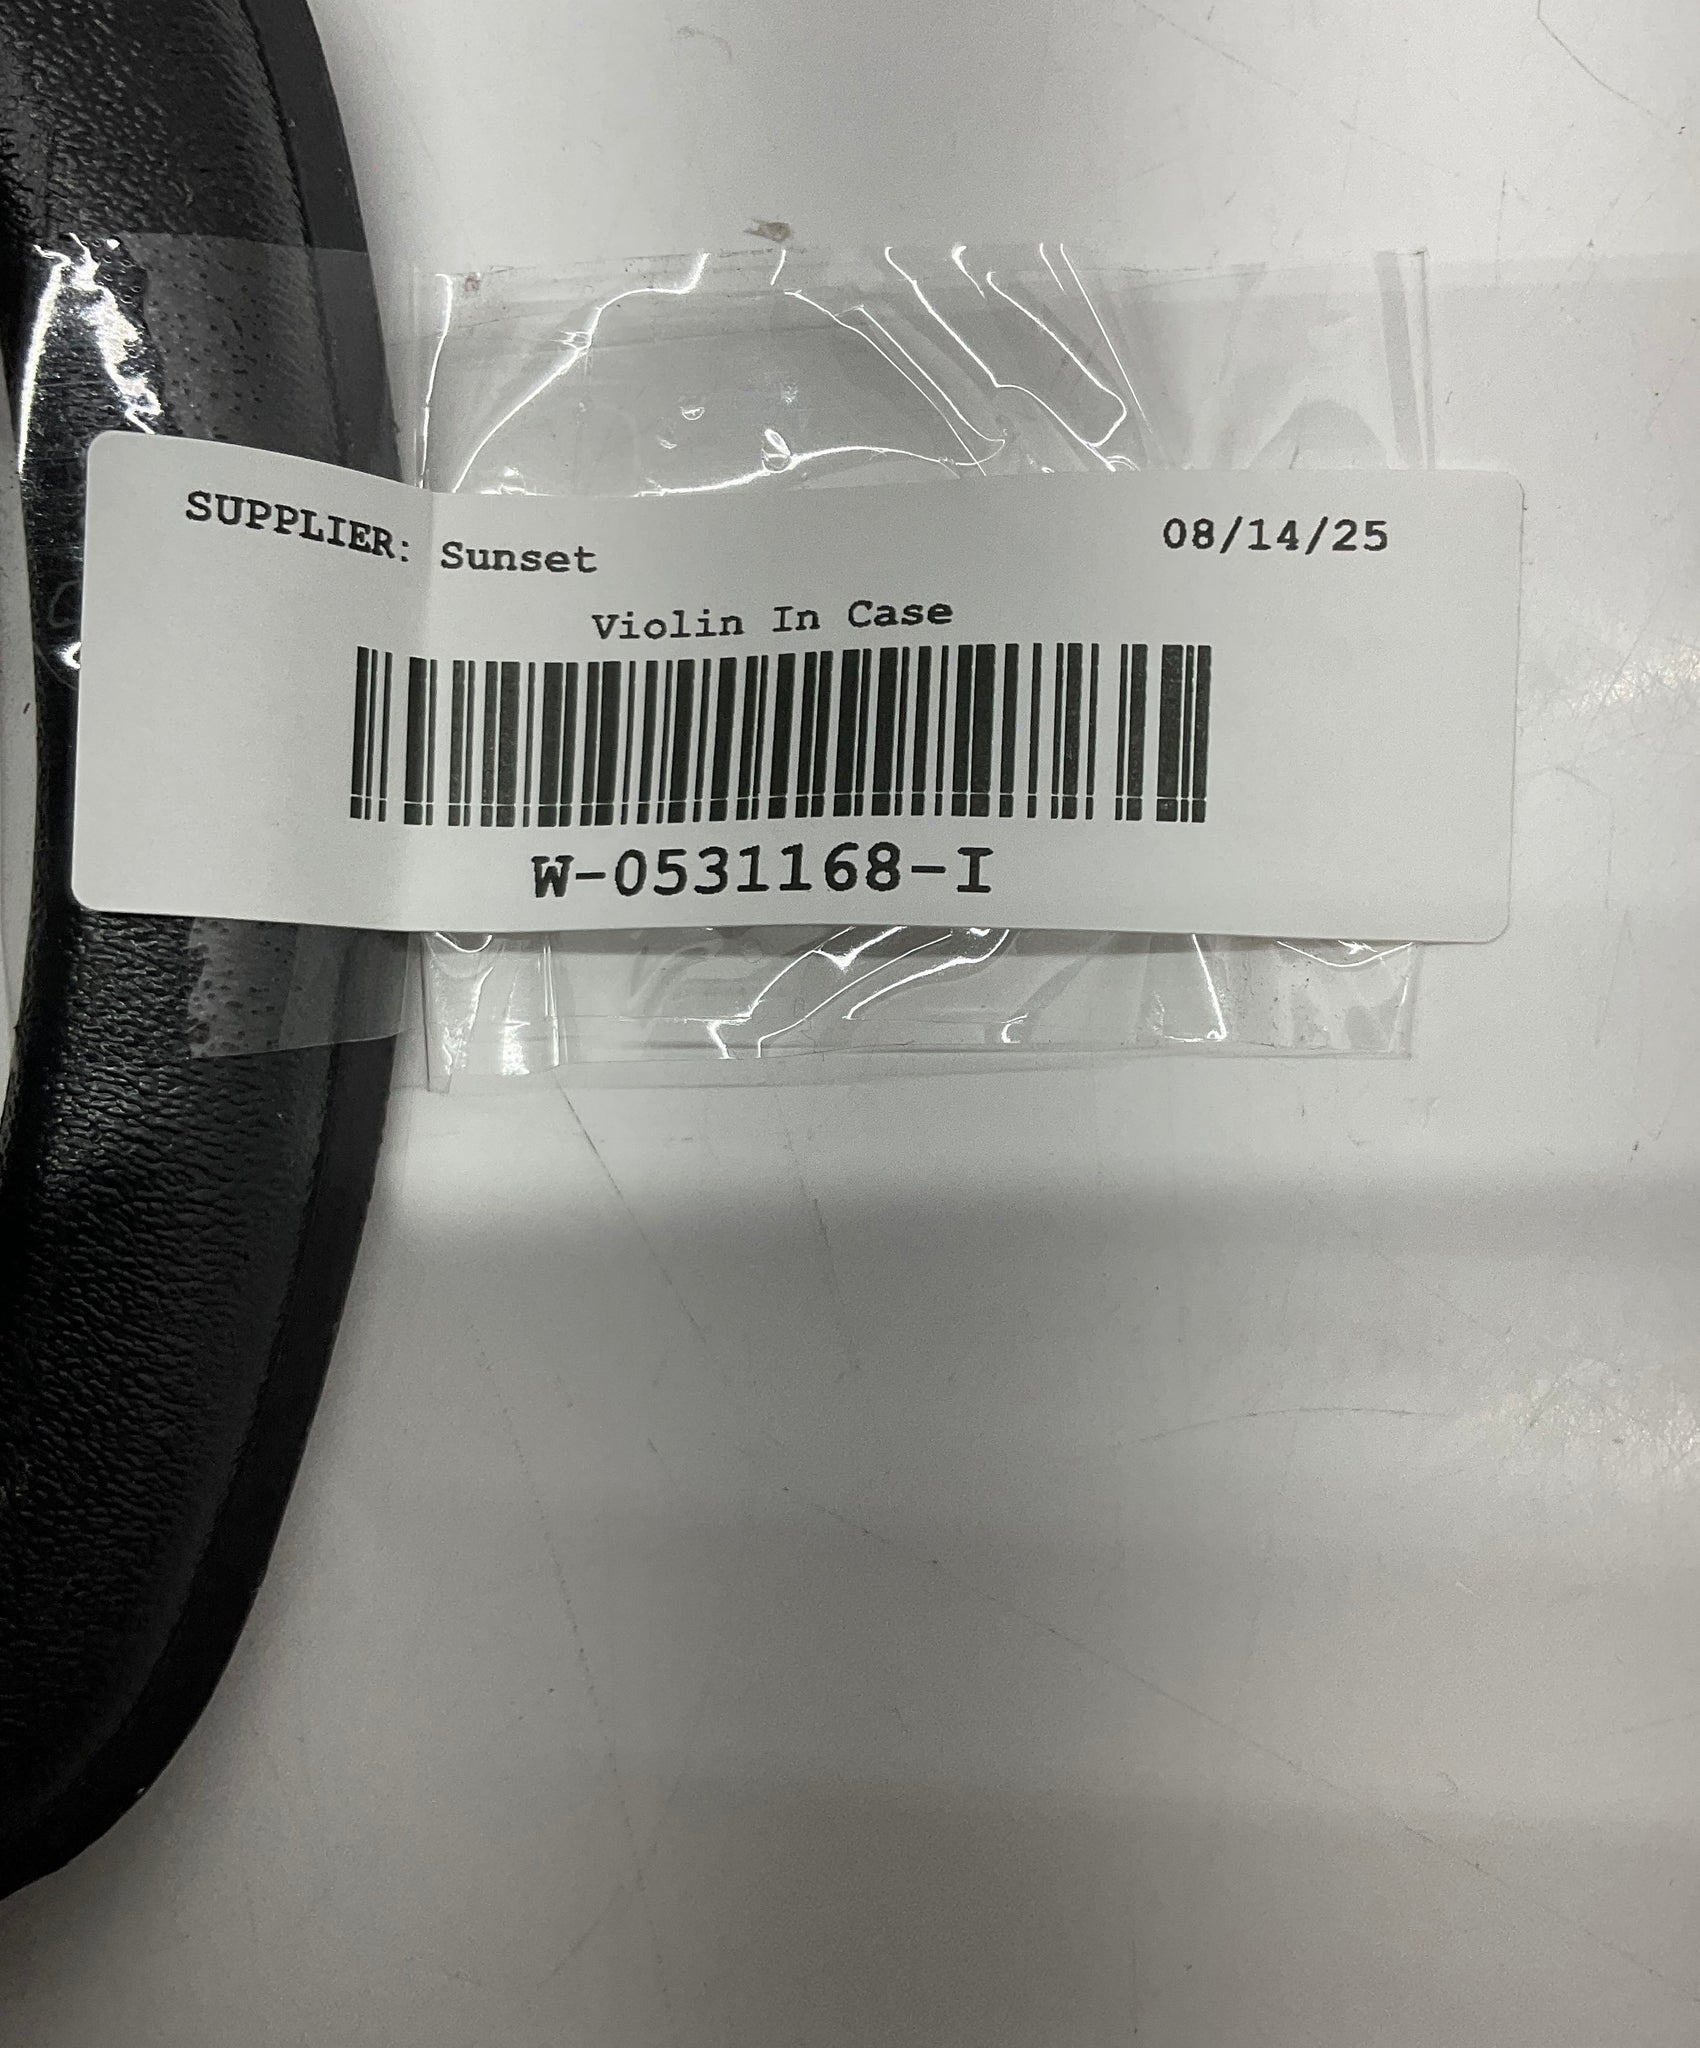 SUPPLIER: Sunset 08/14/25
Violin In Case
W-0531168-I